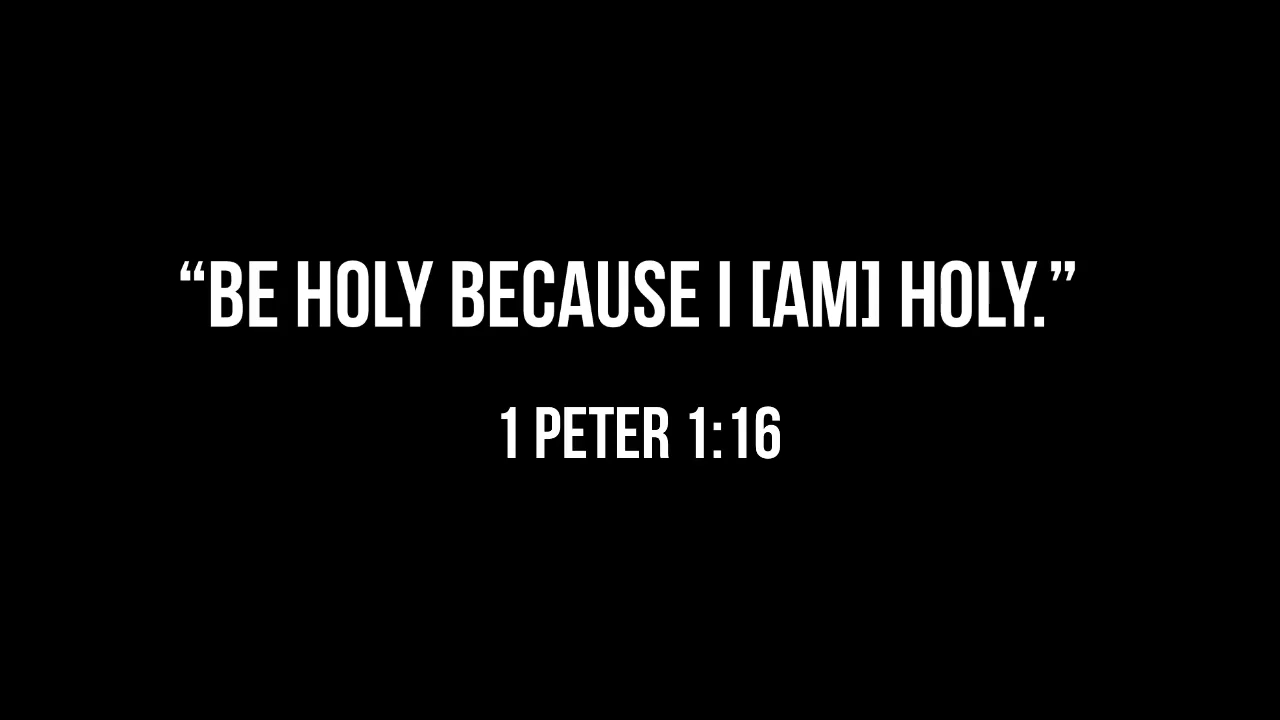 “BE HOLY BECAUSE I [AM] HOLY.”
1 PETER 1:16